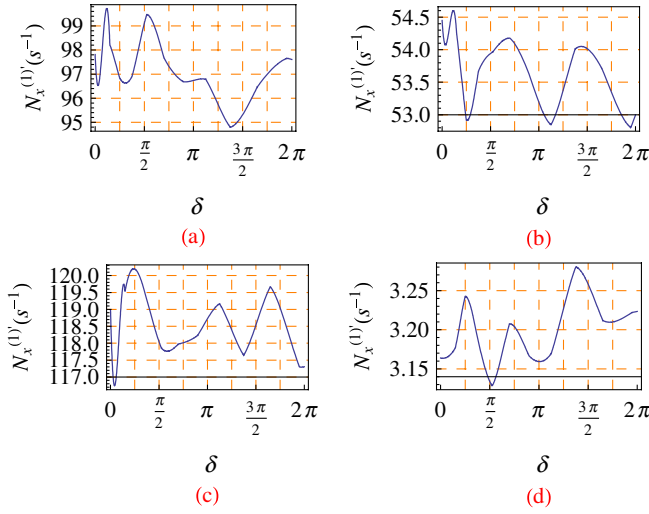 N_x^{(1)'}(s^{-1})
99
98
97
96
95
0
π/2
π
3π/2
2π
δ
(a)
N_x^{(1)'}(s^{-1})
54.5
54.0
53.5
53.0
0
π/2
π
3π/2
2π
δ
(b)
N_x^{(1)'}(s^{-1})
120.0
119.5
119.0
118.5
118.0
117.5
117.0
0
π/2
π
3π/2
2π
δ
(c)
N_x^{(1)'}(s^{-1})
3.25
3.20
3.15
0
π/2
π
3π/2
2π
δ
(d)